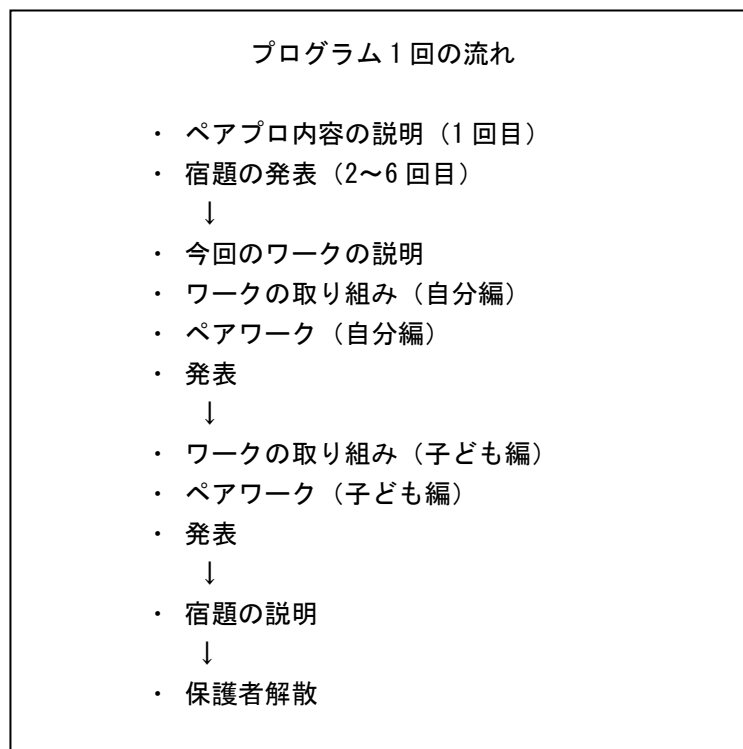 プログラム1回の流れ
・ ペアプロ内容の説明（1回目）
・ 宿題の発表（2～6回目）
↓
・ 今回のワークの説明
・ ワークの取り組み（自分編）
・ ペアワーク（自分編）
・ 発表
↓
・ ワークの取り組み（子ども編）
・ ペアワーク（子ども編）
・ 発表
↓
・ 宿題の説明
↓
・ 保護者解散